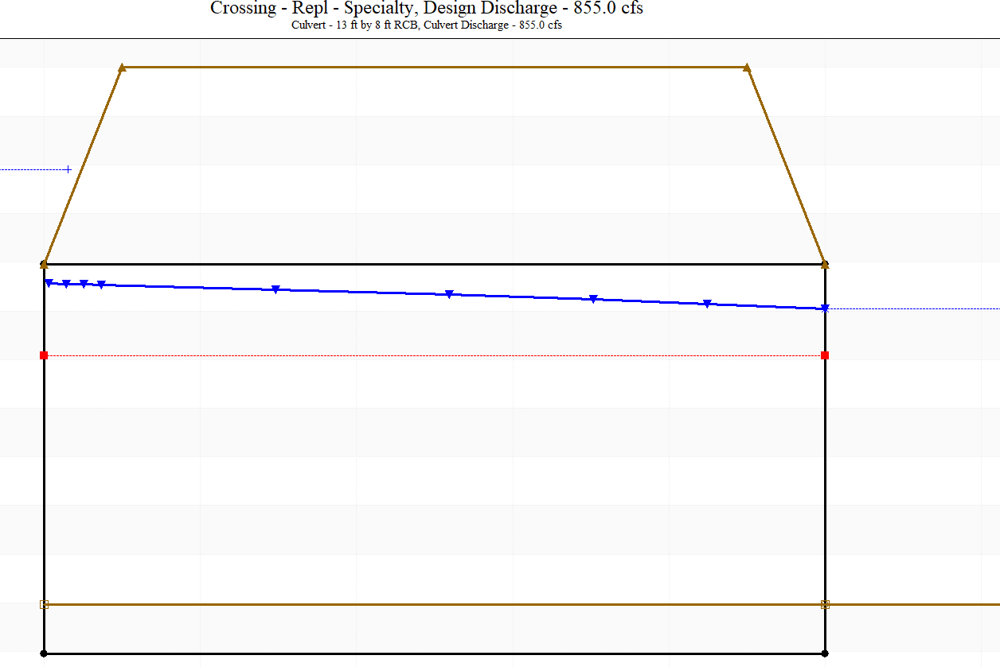 Crossing - Repl - Specialty, Design Discharge - 855.0 cfs
Culvert - 13 ft by 8 ft RCB, Culvert Discharge - 855.0 cfs